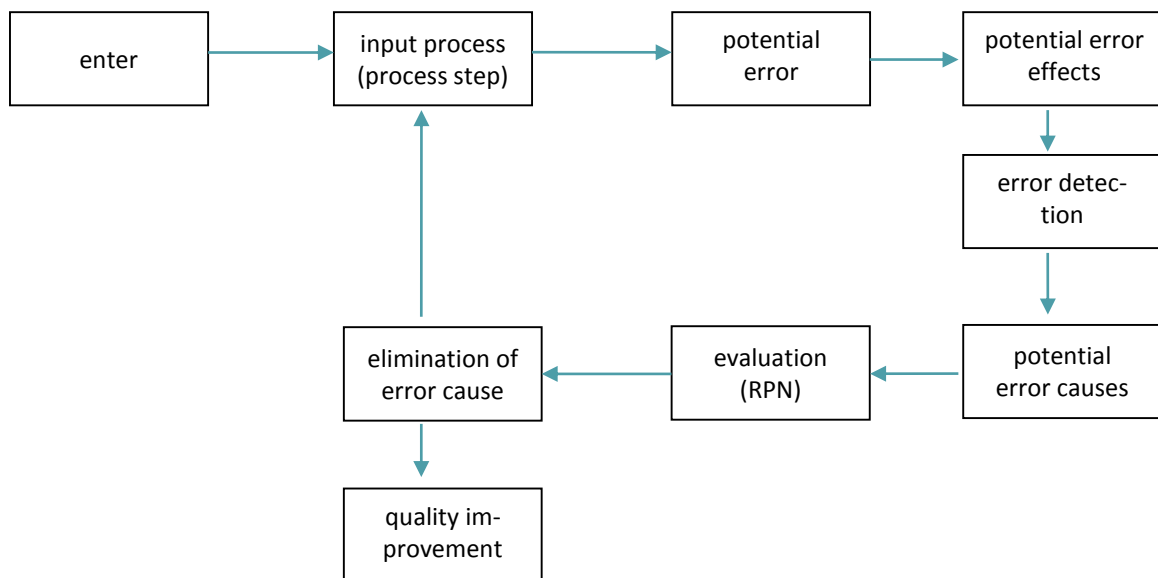 enter
input process
(process step)
potential
error
potential error
effects
error detec-
tion
potential
error causes
evaluation
(RPN)
elimination of
error cause
quality im-
provement